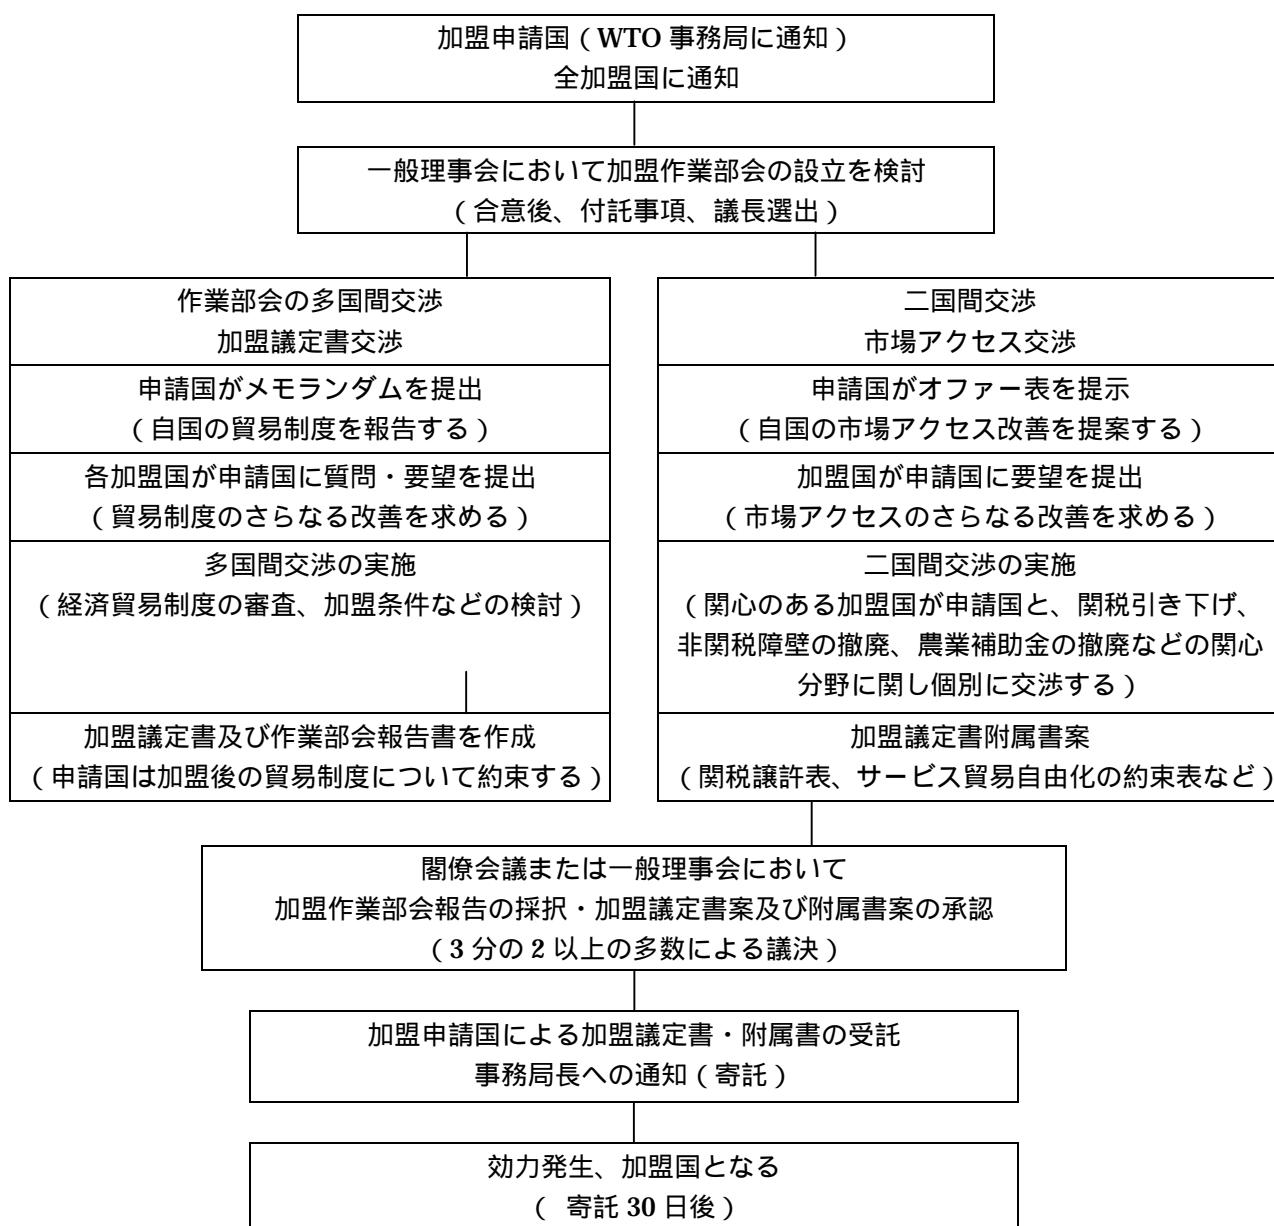 加盟申請国(WTO 事務局に通知)
全加盟国に通知
一般理事会において加盟作業部会の設立を検討
(合意後、付託事項、議長選出)
作業部会の多国間交渉
加盟議定書交渉
申請国がメモランダムを提出
(自国の貿易制度を報告する)
各加盟国が申請国に質問・要望を提出
(貿易制度のさらなる改善を求める)
多国間交渉の実施
(経済貿易制度の審査、加盟条件などの検討)
加盟議定書及び作業部会報告書を作成
(申請国は加盟後の貿易制度について約束する)
二国間交渉
市場アクセス交渉
申請国がオファー表を提示
(自国の市場アクセス改善を提案する)
加盟国が申請国に要望を提出
(市場アクセスのさらなる改善を求める)
二国間交渉の実施
(関心のある加盟国が申請国と、関税引き下げ、
非関税障壁の撤廃、農業補助金の撤廃などの関心
分野に関し個別に交渉する)
加盟議定書附属書案
(関税譲許表、サービス貿易自由化の約束表など)
閣僚会議または一般理事会において
加盟作業部会報告の採択・加盟議定書案及び附属書案の承認
(3 分の 2 以上の多数による議決)
加盟申請国による加盟議定書・附属書の受託
事務局長への通知(寄託)
効力発生、加盟国となる
( 寄託 30 日後)